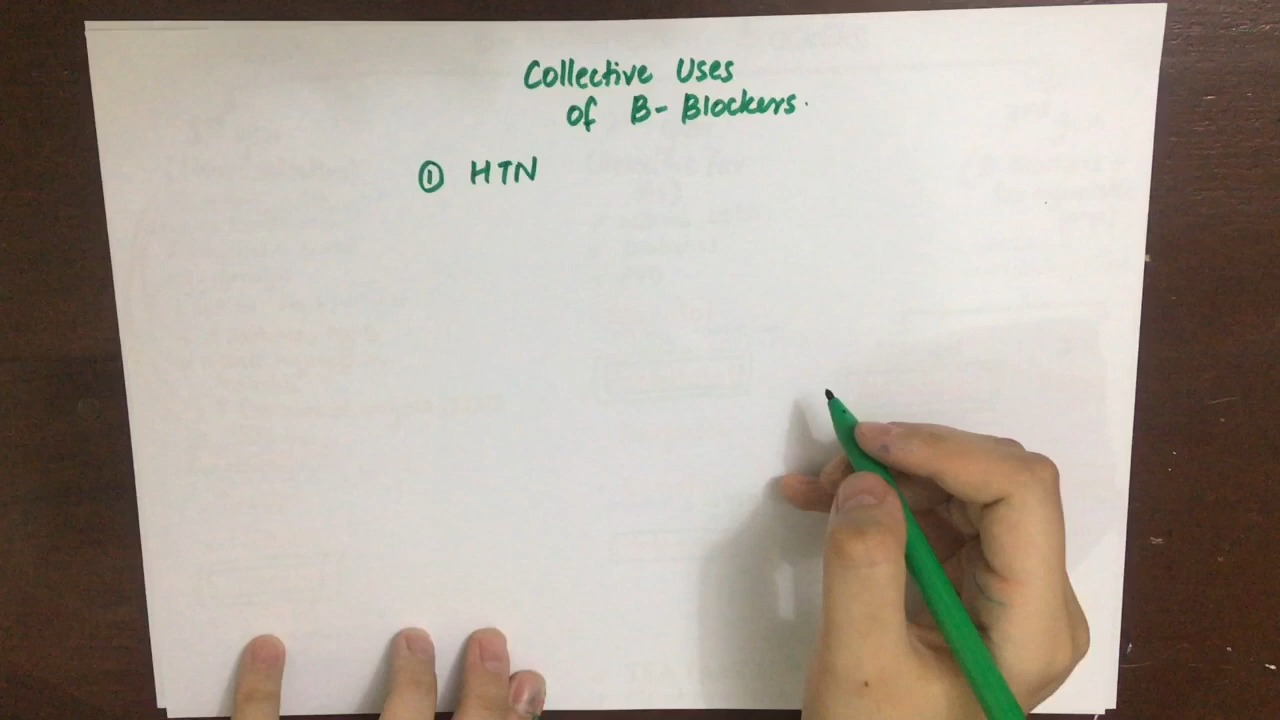 Collective Uses
of B- Blockers.
① HTN